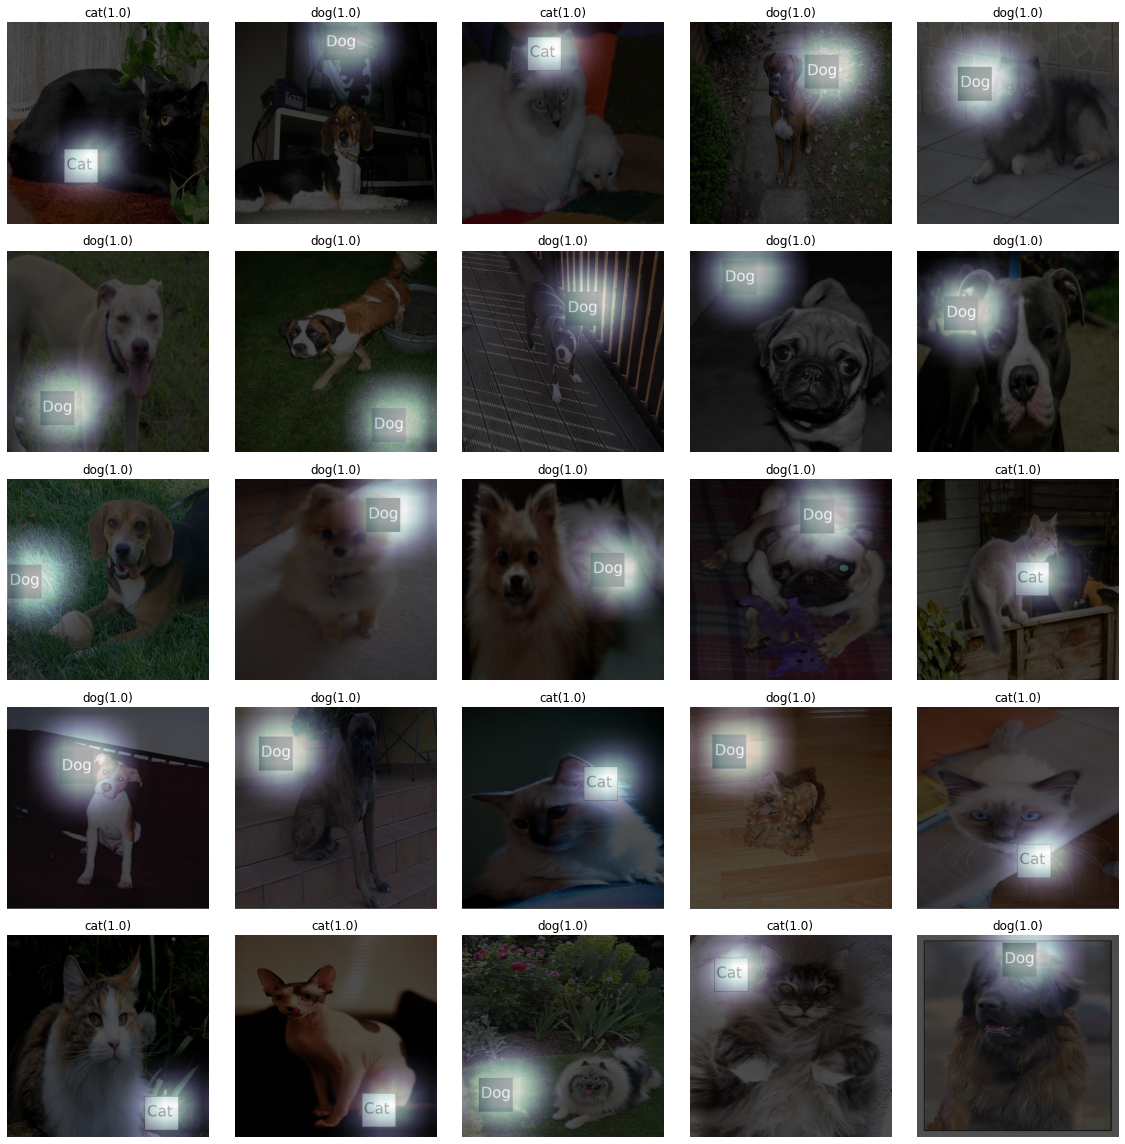 cat(1.0) dog(1.0) cat(1.0) dog(1.0) dog(1.0)
Cat Dog Cat Dog Dog
dog(1.0) dog(1.0) dog(1.0) dog(1.0) dog(1.0)
Dog Dog Dog Dog Dog
dog(1.0) dog(1.0) dog(1.0) dog(1.0) cat(1.0)
Dog Dog Dog Dog Cat
dog(1.0) dog(1.0) cat(1.0) dog(1.0) cat(1.0)
Dog Dog Cat Dog Cat
cat(1.0) cat(1.0) dog(1.0) cat(1.0) dog(1.0)
Cat Cat Dog Cat Dog